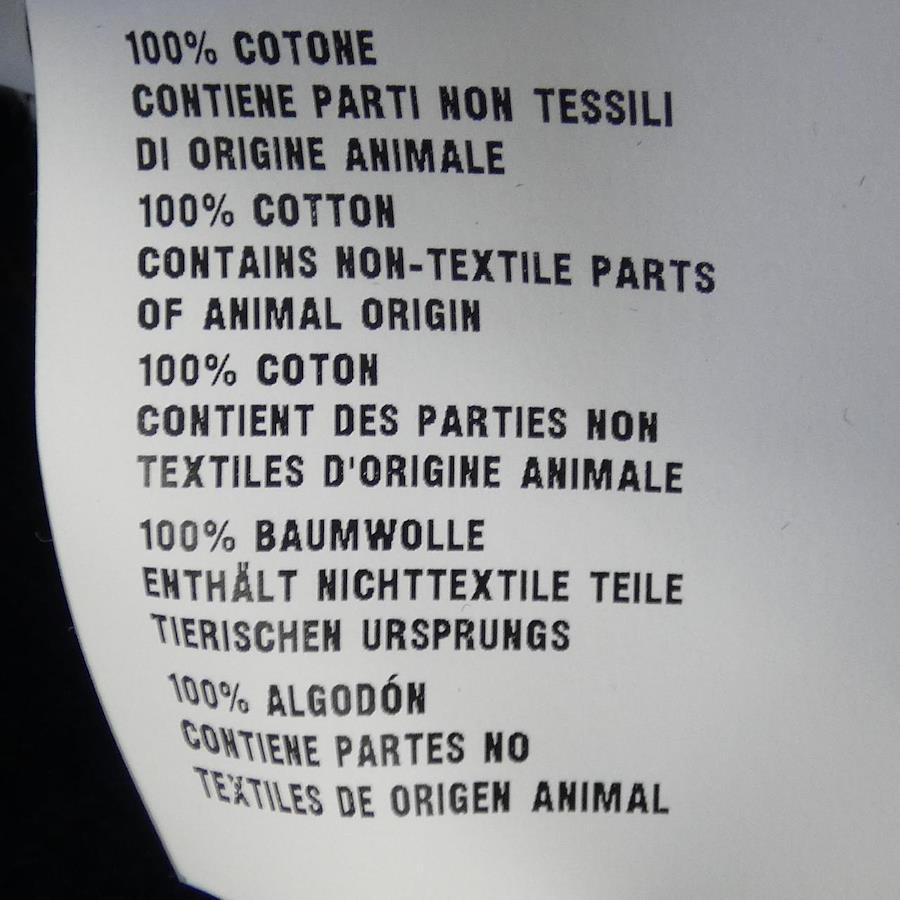 100% COTONE
CONTIENE PARTI NON TESSILI
DI ORIGINE ANIMALE
100% COTTON
CONTAINS NON-TEXTILE PARTS
OF ANIMAL ORIGIN
100% COTON
CONTIENT DES PARTIES NON
TEXTILES D'ORIGINE ANIMALE
100% BAUMWOLLE
ENTHÄLT NICHTTEXTILE TEILE
TIERISCHEN URSPRUNGS
100% ALGODÓN
CONTIENE PARTES NO
TEXTILES DE ORIGEN ANIMAL